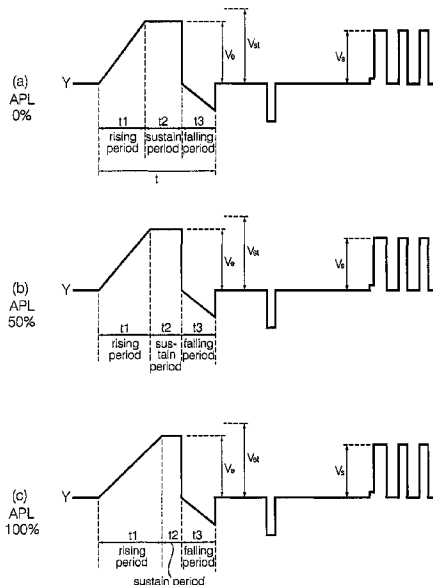 (a)
APL
0%
Y
Ve
Vst
Vs
t1
t2
t3
rising
period
sustain
period
falling
period
t
(b)
APL
50%
Y
Ve
Vst
Vs
t1
t2
t3
rising
period
sus-
tain
period
falling
period
(c)
APL
100%
Y
Ve
Vst
Vs
t1
t2
t3
rising
period
falling
period
sustain period